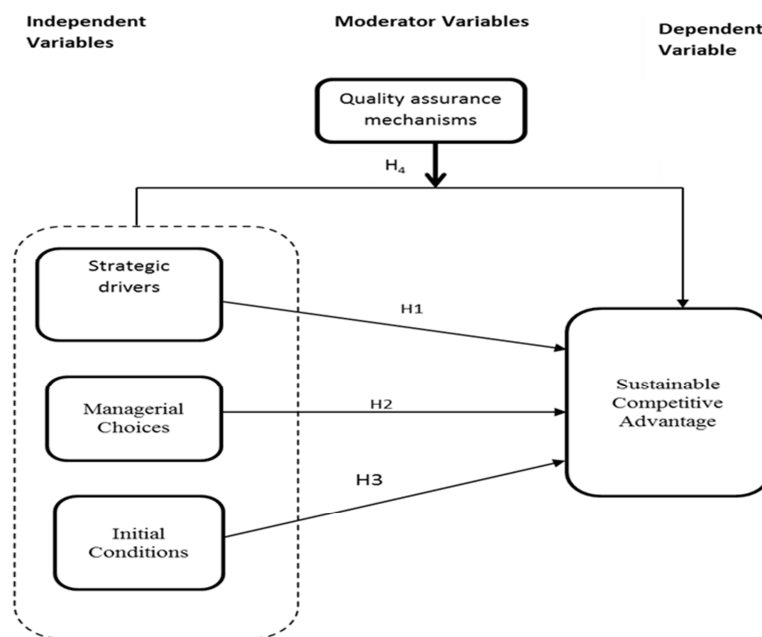 Independent
Variables
Moderator Variables
Dependent
Variable
Quality assurance
mechanisms
H4
Strategic
drivers
H1
Managerial
Choices
H2
Sustainable
Competitive
Advantage
H3
Initial
Conditions